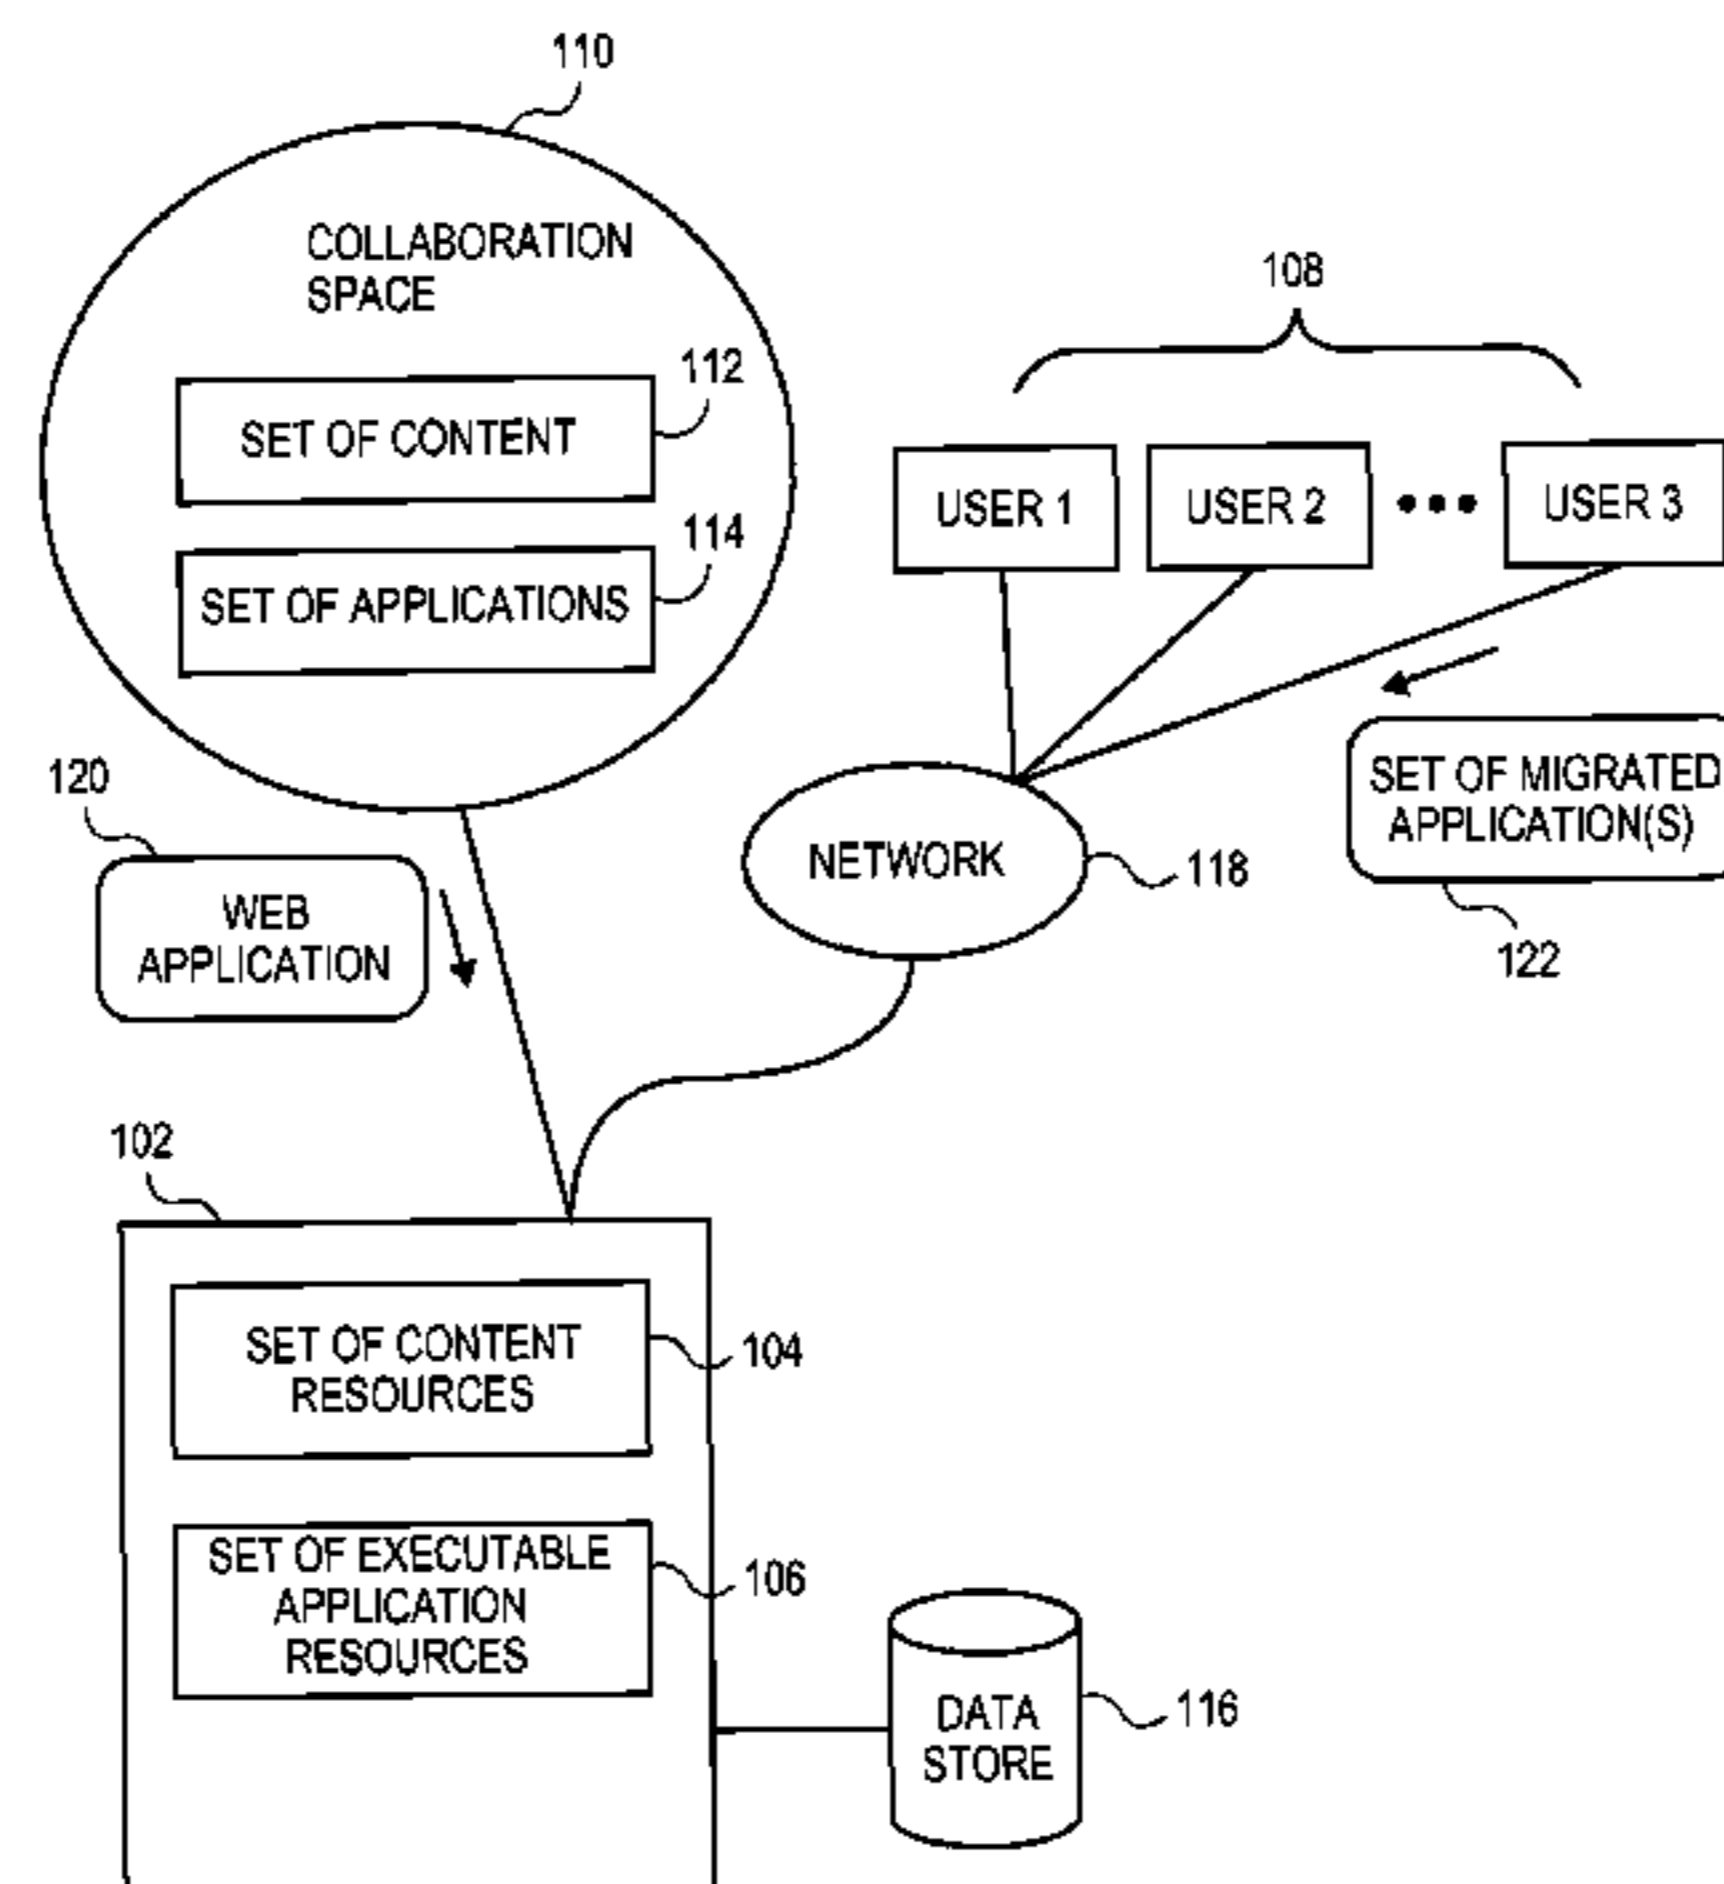 110
COLLABORATION
SPACE
112
SET OF CONTENT
114
SET OF APPLICATIONS
108
USER 1
USER 2
USER 3
SET OF MIGRATED
APPLICATION(S)
122
NETWORK
118
120
WEB
APPLICATION
102
SET OF CONTENT
RESOURCES
104
SET OF EXECUTABLE
APPLICATION
RESOURCES
106
DATA
STORE
116